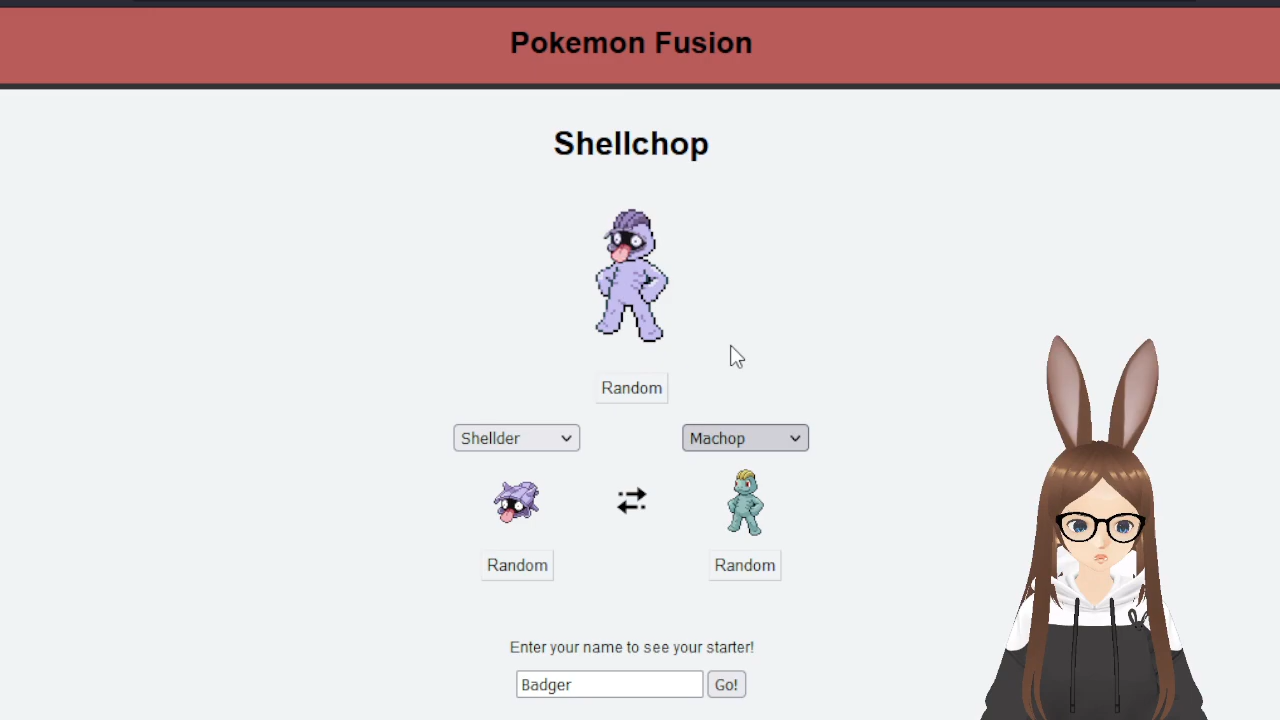 Pokemon Fusion
Shellchop
Random
Shellder
Machop
Random
Random
Enter your name to see your starter!
Badger
Go!